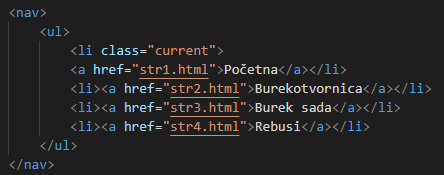 <nav>
<ul>
<li class="current">
<a href="str1.html">Početna</a></li>
<li><a href="str2.html">Burekotvornica</a></li>
<li><a href="str3.html">Burek sada</a></li>
<li><a href="str4.html">Rebusi</a></li>
</ul>
</nav>